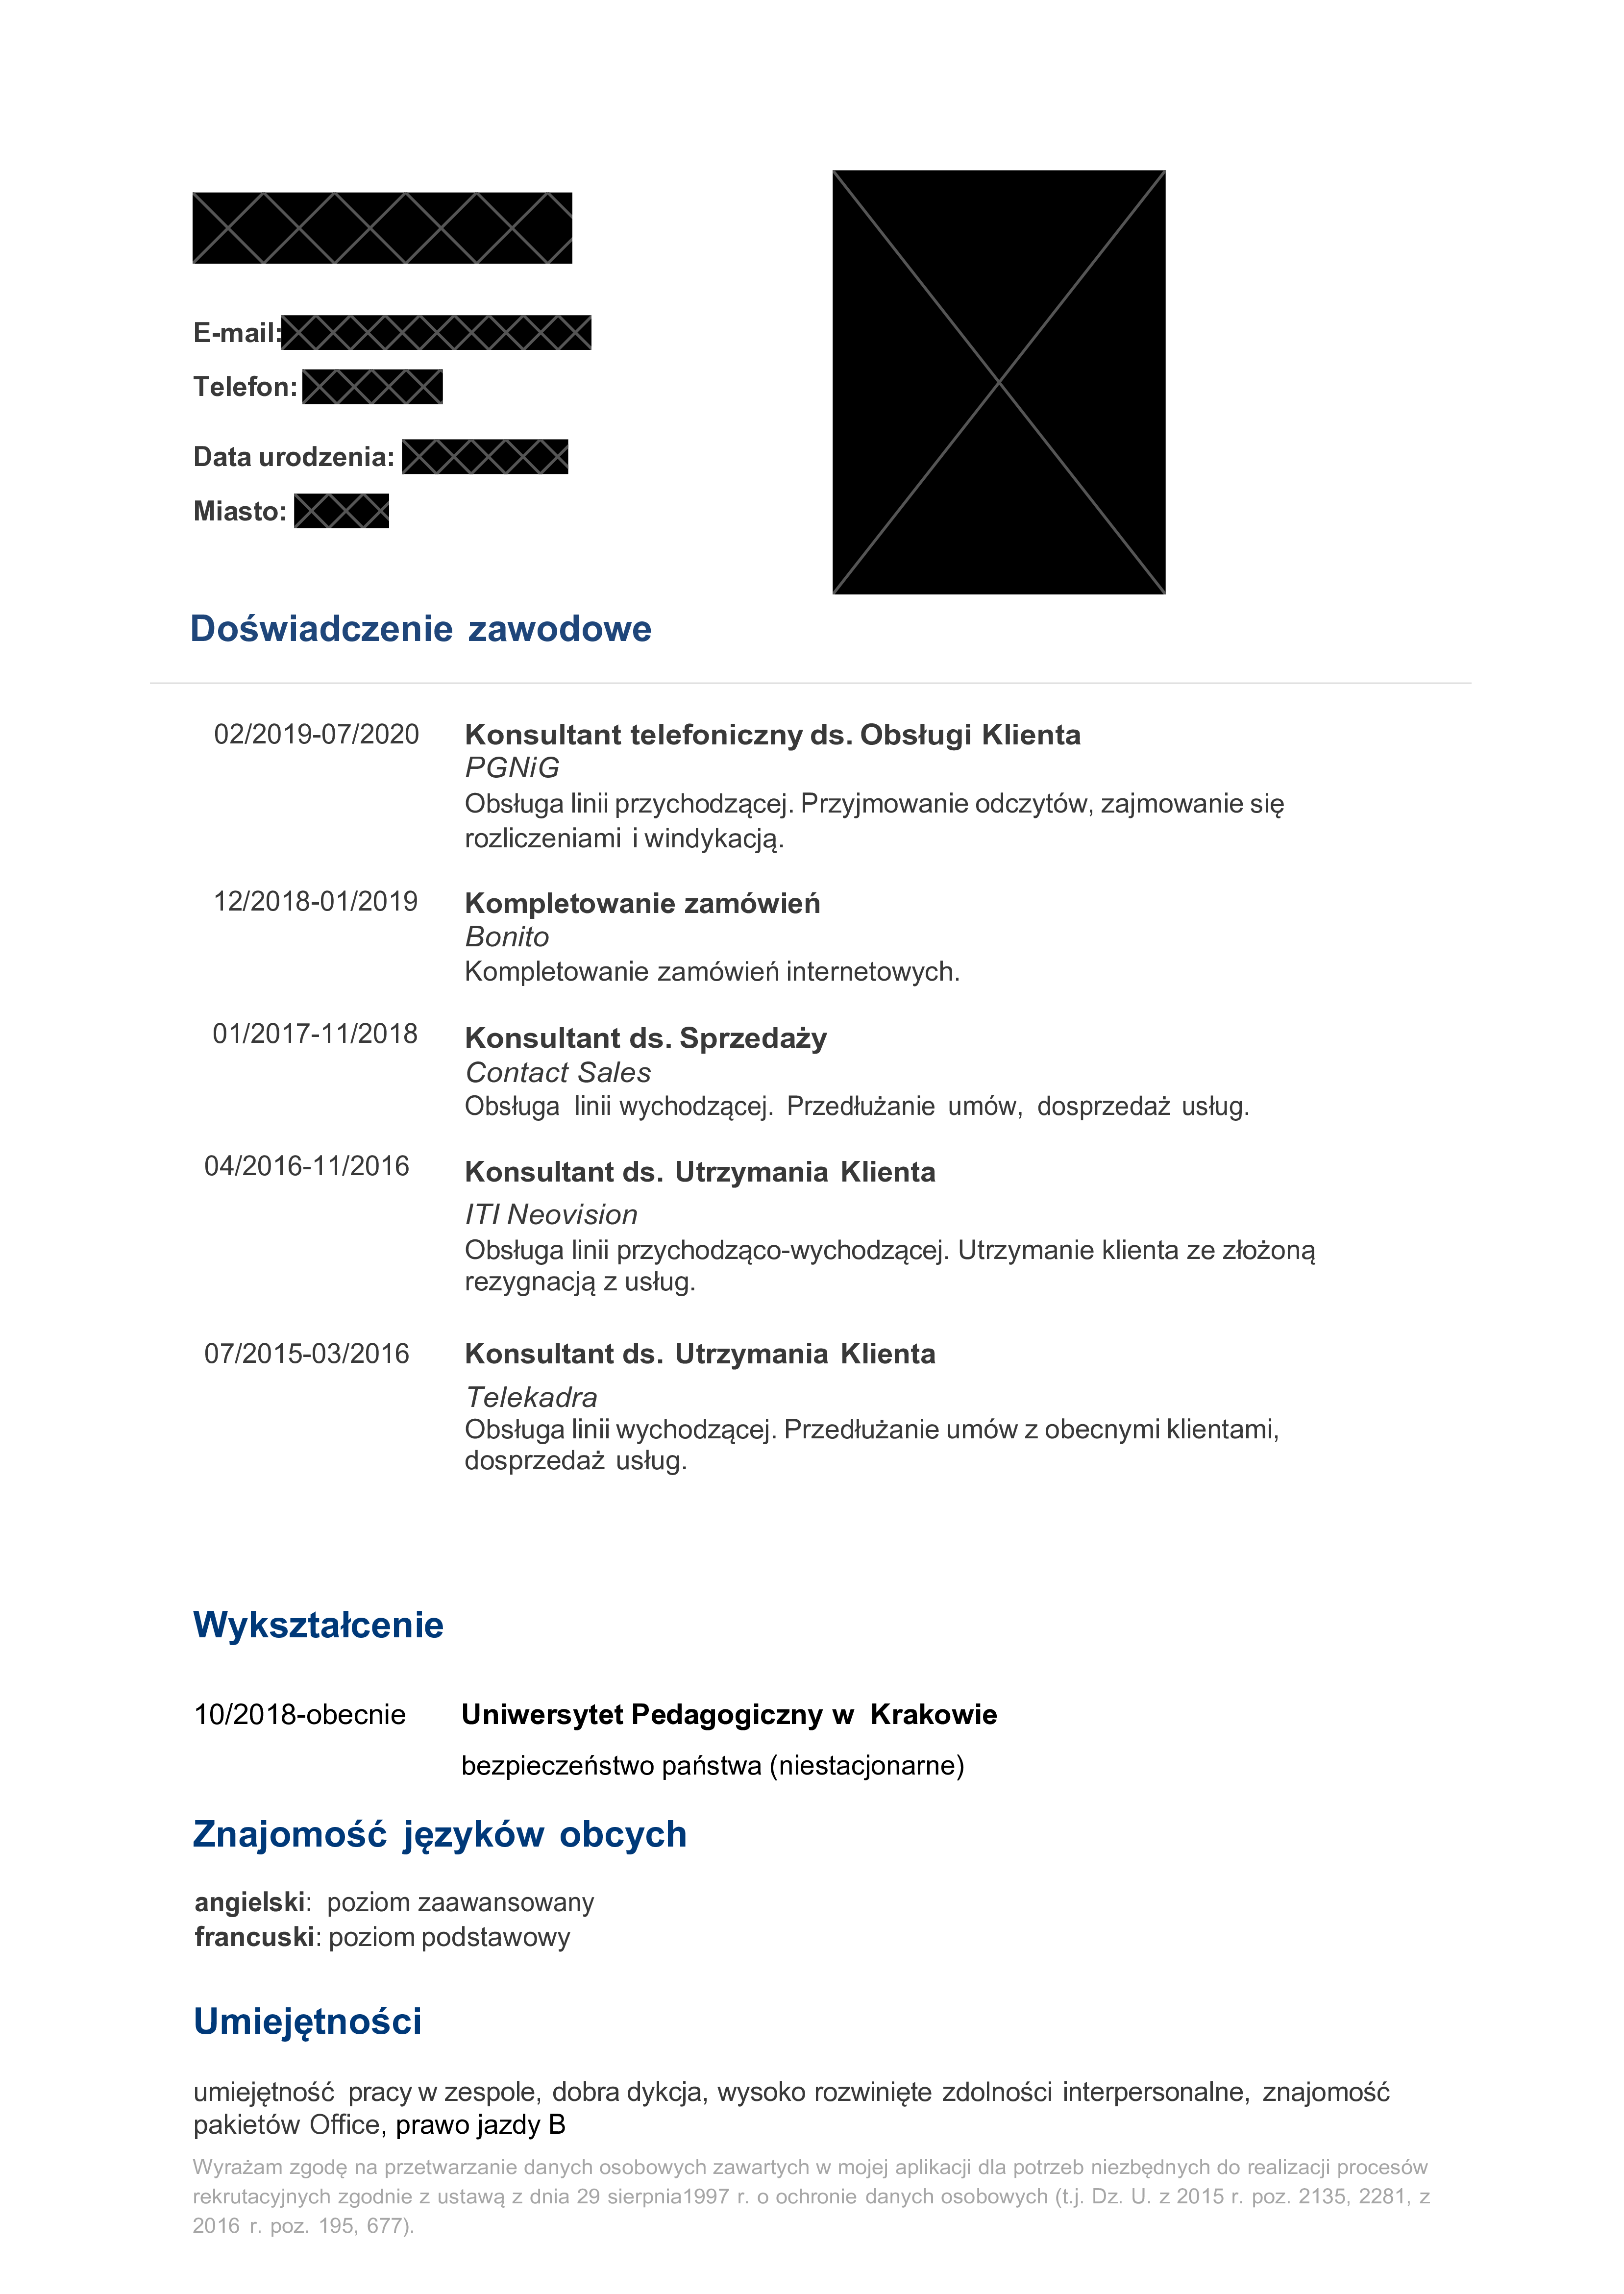 E-mail:
Telefon:
Data urodzenia:
Miasto:
Doświadczenie zawodowe
02/2019-07/2020 Konsultant telefoniczny ds. Obsługi Klienta
PGNiG
Obsługa linii przychodzącej. Przyjmowanie odczytów, zajmowanie się
rozliczeniami i windykacją.
12/2018-01/2019 Kompletowanie zamówień
Bonito
Kompletowanie zamówień internetowych.
01/2017-11/2018 Konsultant ds. Sprzedaży
Contact Sales
Obsługa linii wychodzącej. Przedłużanie umów, dosprzedaż usług.
04/2016-11/2016 Konsultant ds. Utrzymania Klienta
ITI Neovision
Obsługa linii przychodząco-wychodzącej. Utrzymanie klienta ze złożoną
rezygnacją z usług.
07/2015-03/2016 Konsultant ds. Utrzymania Klienta
Telekadra
Obsługa linii wychodzącej. Przedłużanie umów z obecnymi klientami,
dosprzedaż usług.
Wykształcenie
10/2018-obecnie Uniwersytet Pedagogiczny w Krakowie
bezpieczeństwo państwa (niestacjonarne)
Znajomość języków obcych
angielski: poziom zaawansowany
francuski: poziom podstawowy
Umiejętności
umiejętność pracy w zespole, dobra dykcja, wysoko rozwinięte zdolności interpersonalne, znajomość
pakietów Office, prawo jazdy B
Wyrażam zgodę na przetwarzanie danych osobowych zawartych w mojej aplikacji dla potrzeb niezbędnych do realizacji procesów
rekrutacyjnych zgodnie z ustawą z dnia 29 sierpnia1997 r. o ochronie danych osobowych (t.j. Dz. U. z 2015 r. poz. 2135, 2281, z
2016 r. poz. 195, 677).